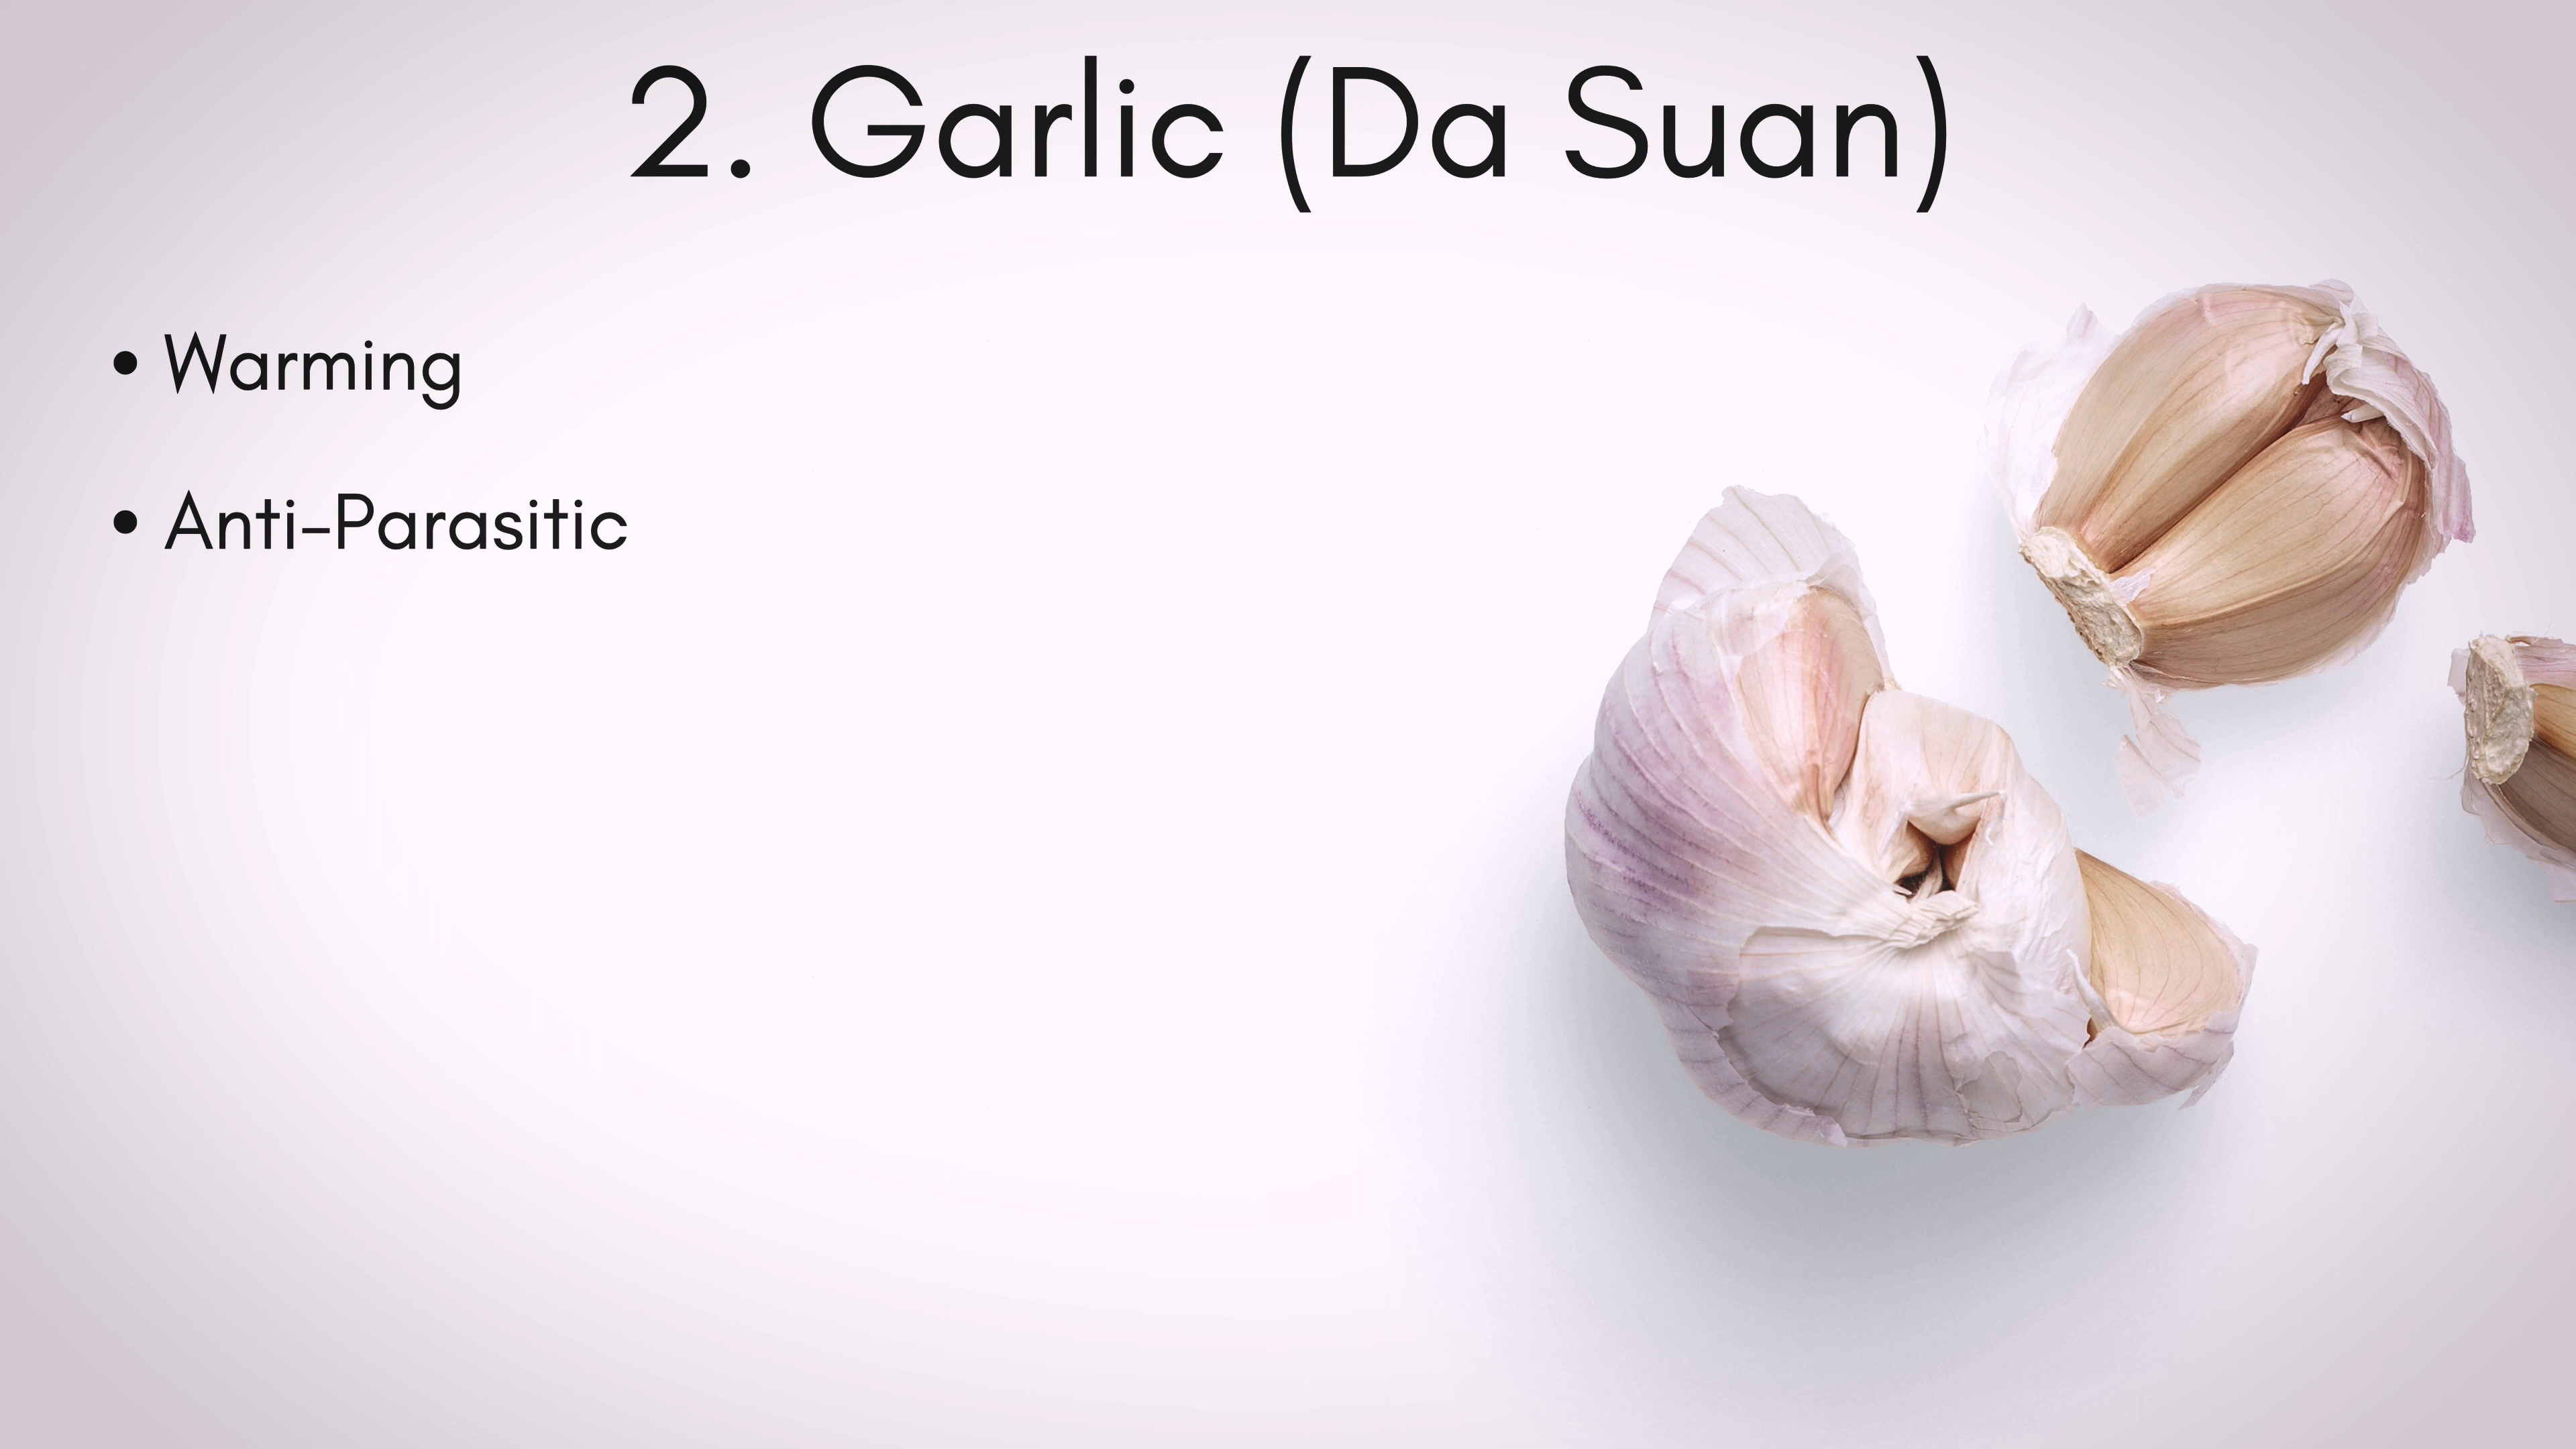 2. Garlic (Da Suan)
• Warming
• Anti-Parasitic